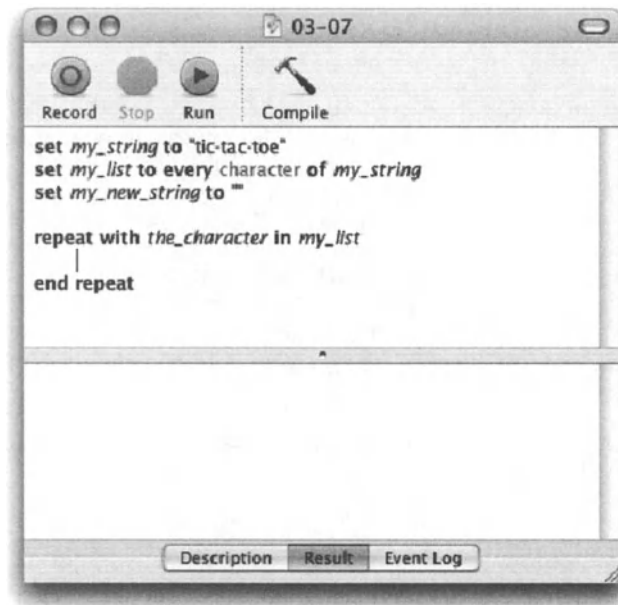 03-07
Record Stop Run Compile
set my_string to "tic-tac-toe"
set my_list to every character of my_string
set my_new_string to ""
repeat with the_character in my_list
end repeat
Description Result Event Log